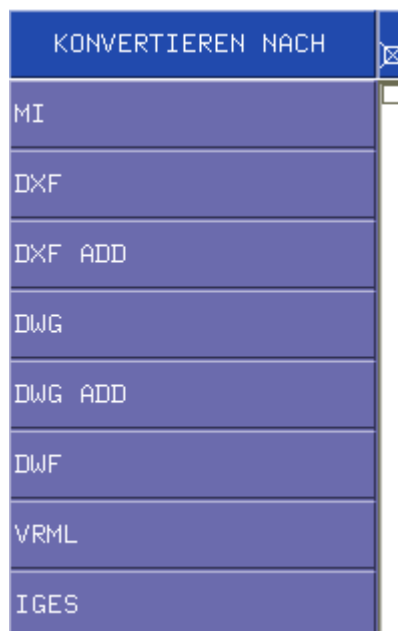 KONVERTIEREN NACH
MI
DXF
DXF ADD
DWG
DWG ADD
DWF
VRML
IGES